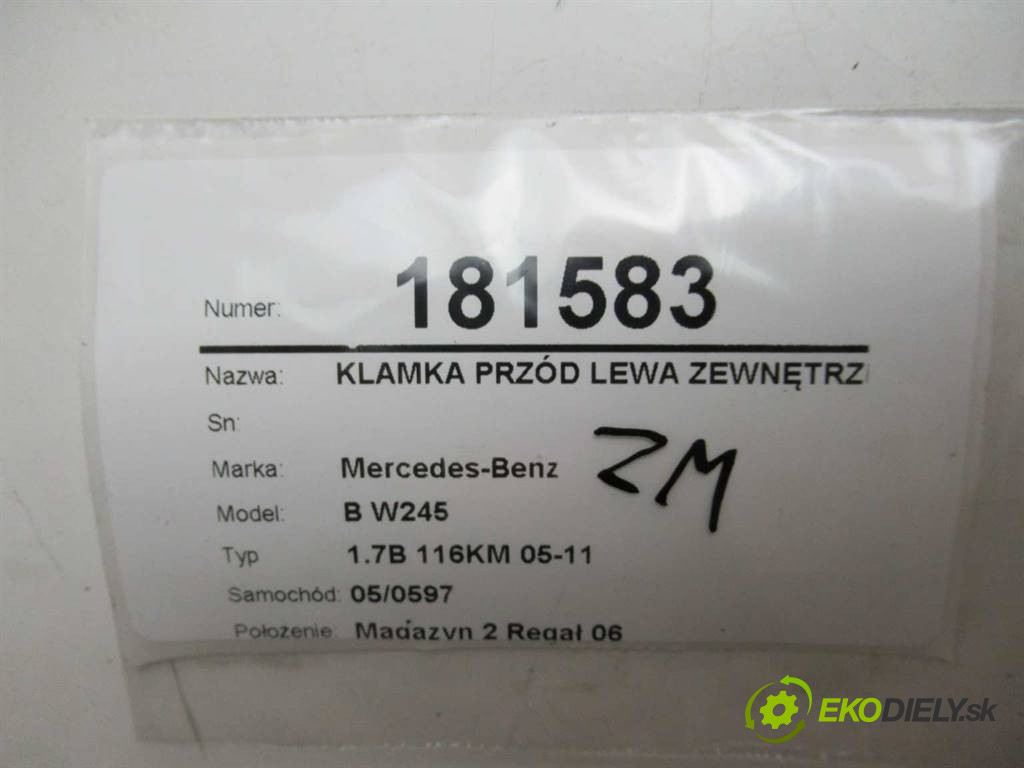 Numer: 181583
Nazwa: KLAMKA PRZÓD LEWA ZEWNĘTRZ
Sn:
Marka: Mercedes-Benz
ZM
Model: B W245
Typ 1.7B 116KM 05-11
Samochód: 05/0597
Położenie: Magazyn 2 Regał 06
EKODIELY.sk